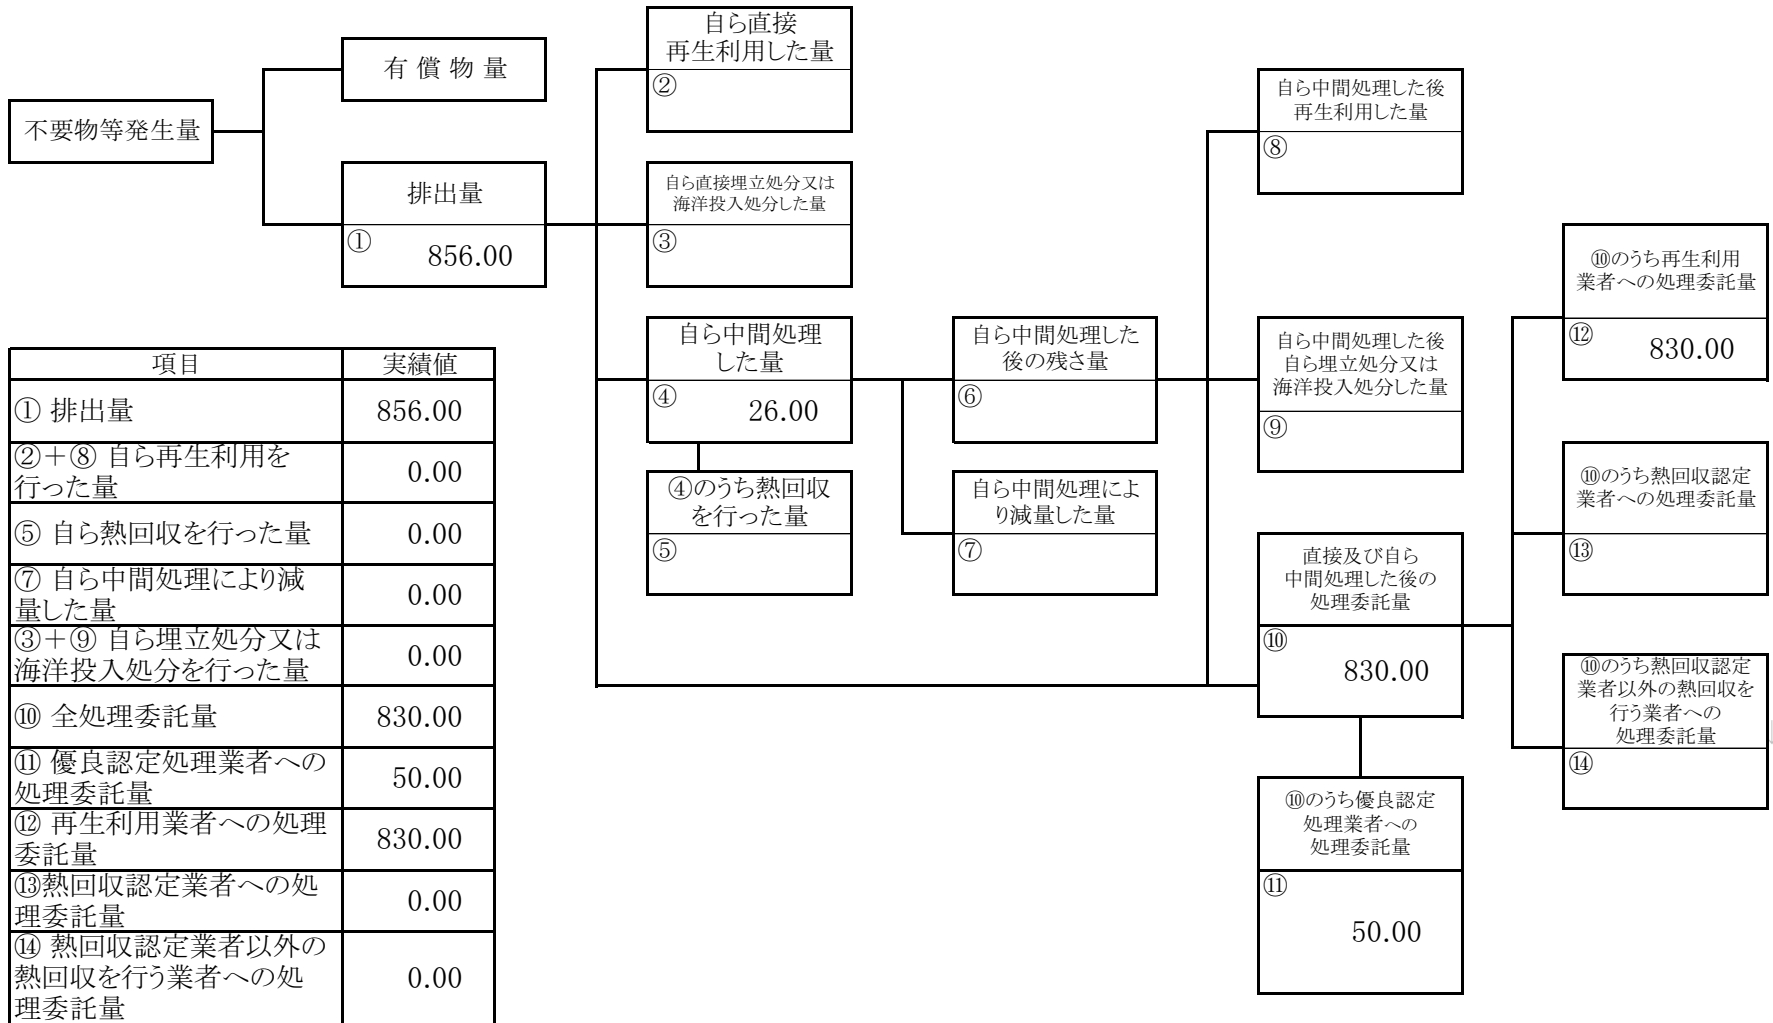 不要物等発生量
有 償 物 量
排出量
①
856.00
自ら直接
再生利用した量
②
自ら直接埋立処分又は
海洋投入処分した量
③
自ら中間処理
した量
④
26.00
④のうち熱回収
を行った量
⑤
自ら中間処理した
後の残さ量
⑥
自ら中間処理によ
り減量した量
⑦
自ら中間処理した後
再生利用した量
⑧
自ら中間処理した後
自ら埋立処分又は
海洋投入処分した量
⑨
直接及び自ら
中間処理した後の
処理委託量
⑩
830.00
⑩のうち優良認定
処理業者への
処理委託量
⑪
50.00
⑩のうち再生利用
業者への処理委託量
⑫
830.00
⑩のうち熱回収認定
業者への処理委託量
⑬
⑩のうち熱回収認定
業者以外の熱回収を
行う業者への
処理委託量
⑭
項目 実績値
① 排出量 856.00
②＋⑧ 自ら再生利用を
行った量 0.00
⑤ 自ら熱回収を行った量 0.00
⑦ 自ら中間処理により減
量した量 0.00
③＋⑨ 自ら埋立処分又は
海洋投入処分を行った量 0.00
⑩ 全処理委託量 830.00
⑪ 優良認定処理業者への
処理委託量 50.00
⑫ 再生利用業者への処理
委託量 830.00
⑬熱回収認定業者への処
理委託量 0.00
⑭ 熱回収認定業者以外の
熱回収を行う業者への処
理委託量 0.00